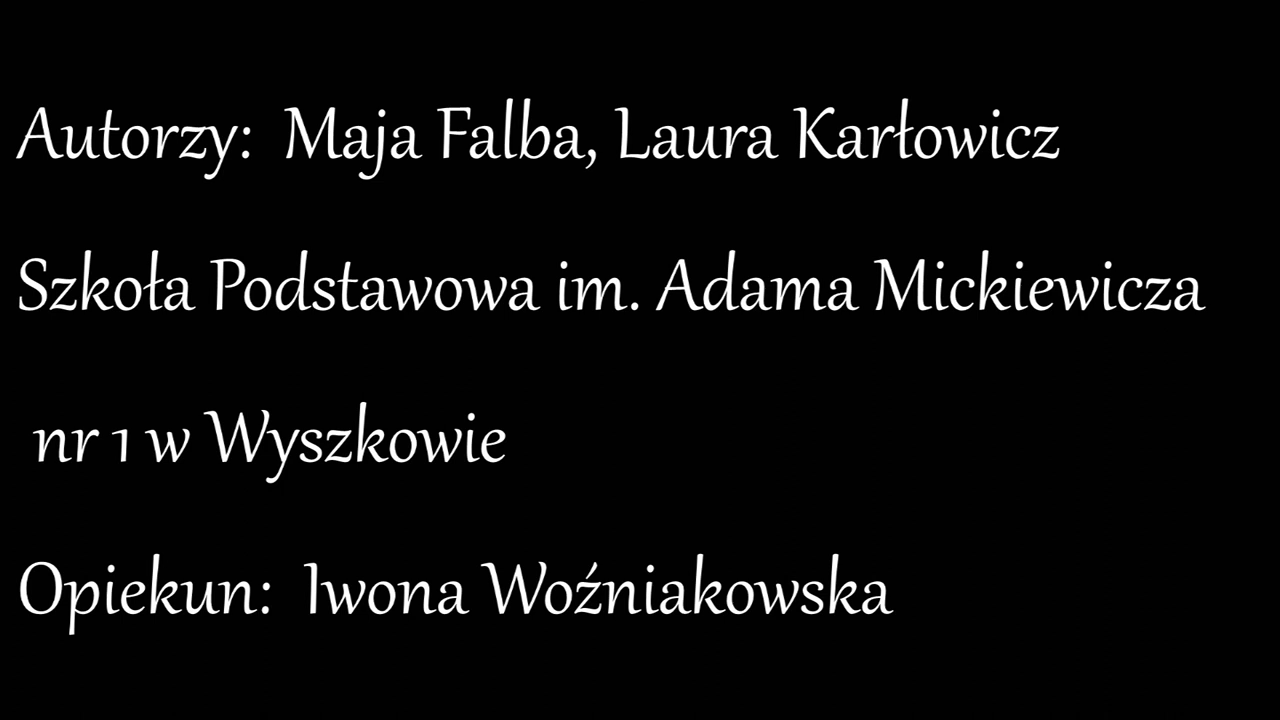 Autorzy: Maja Falba, Laura Karłowicz
Szkoła Podstawowa im. Adama Mickiewicza
nr 1 w Wyszkowie
Opiekun: Iwona Woźniakowska